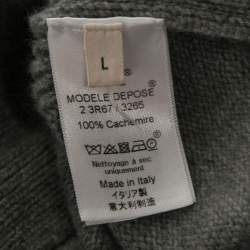 L
MODELE DEPOSE
2 3R67 / 3265
100% Cachemire
Nettoyage à sec
uniquement
Made in Italy
イタリア製
意大利制造